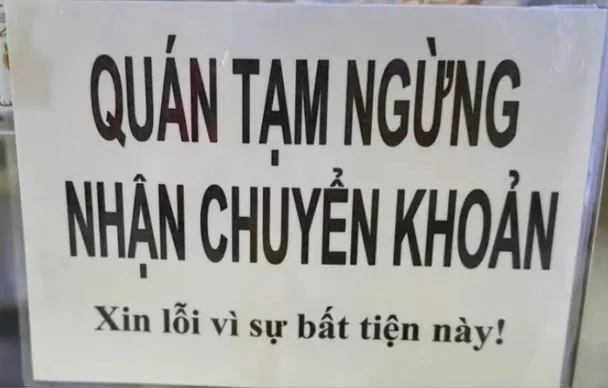 QUÁN TẠM NGỪNG
NHẬN CHUYỂN KHOẢN
Xin lỗi vì sự bất tiện này!